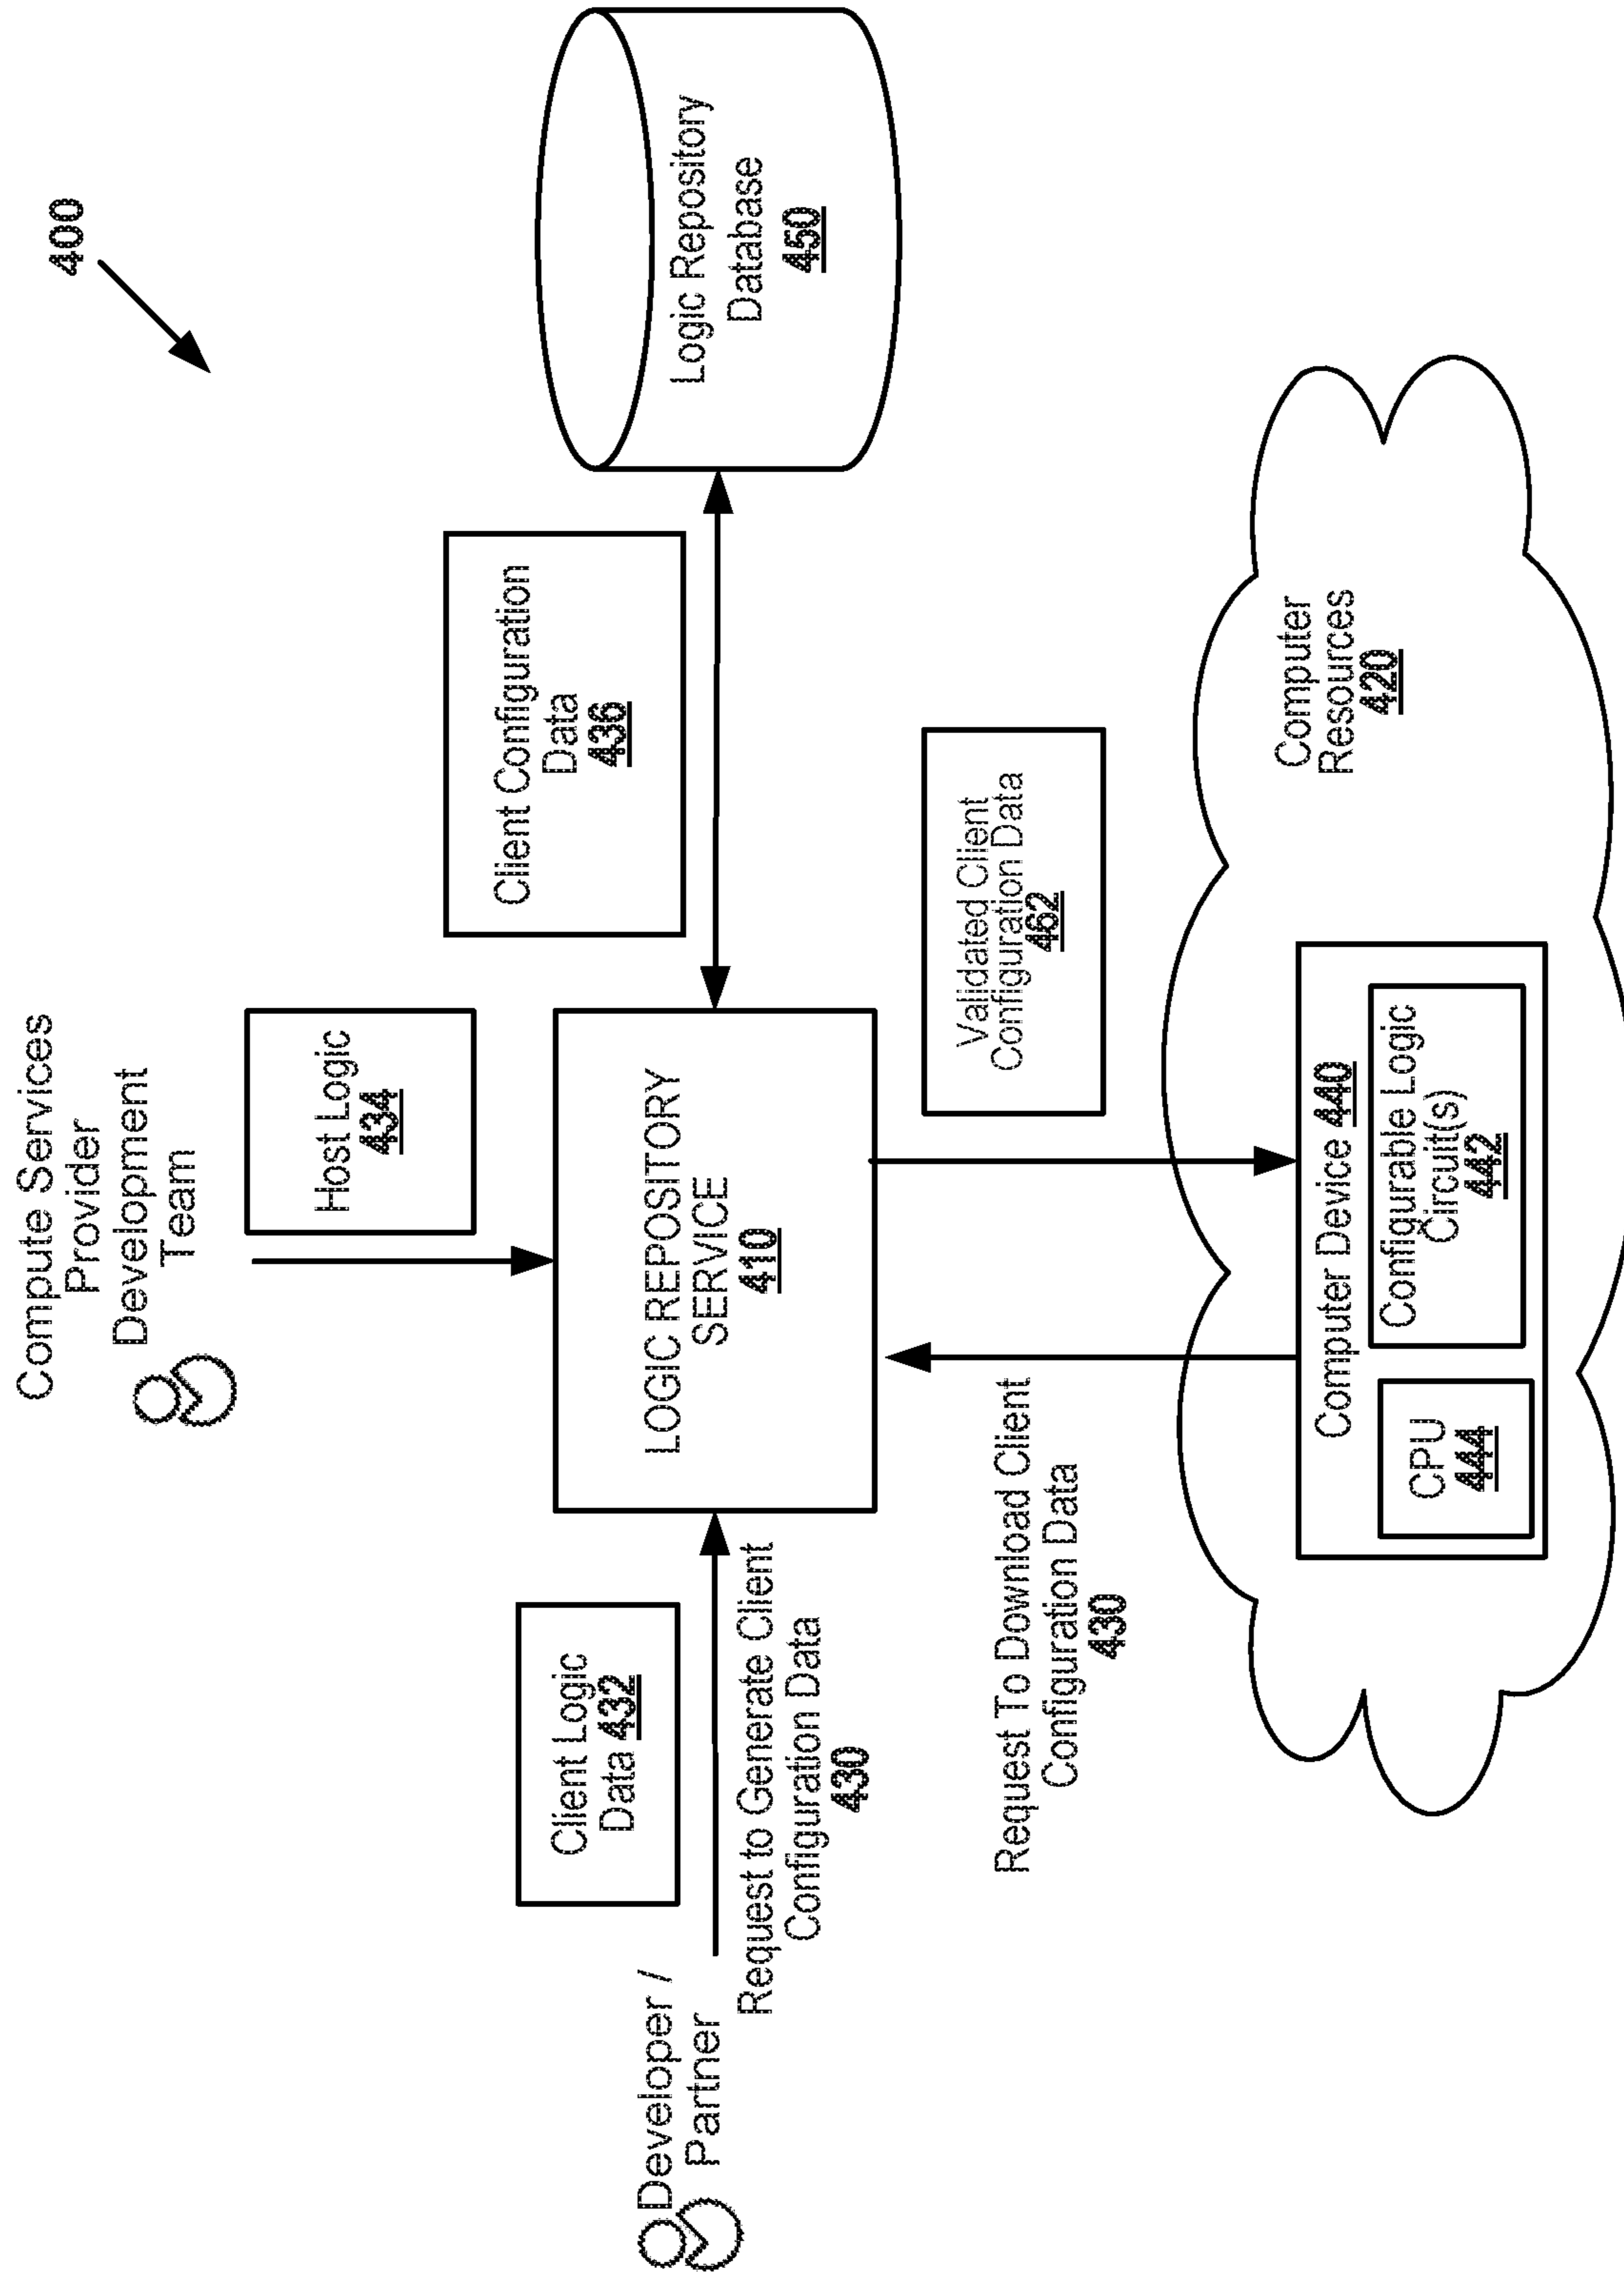 400
Compute Services
Provider
Development
Team
Host Logic
434
Client Configuration
Data
436
Logic Repository
Database
450
Client Logic
Data 432
Developer /
Partner
Request to Generate Client
Configuration Data
430
LOGIC REPOSITORY
SERVICE
410
Validated Client
Configuration Data
462
Request To Download Client
Configuration Data
430
Computer
Resources
420
Computer Device 440
CPU
444
Configurable Logic
Circuit(s)
442